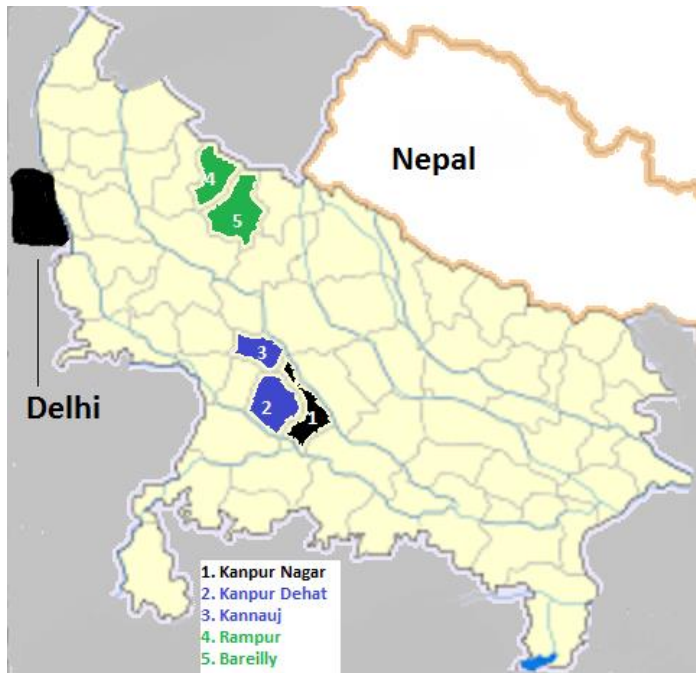 Nepal
4
5
Delhi
3
2
1
1. Kanpur Nagar
2. Kanpur Dehat
3. Kannauj
4. Rampur
5. Bareilly